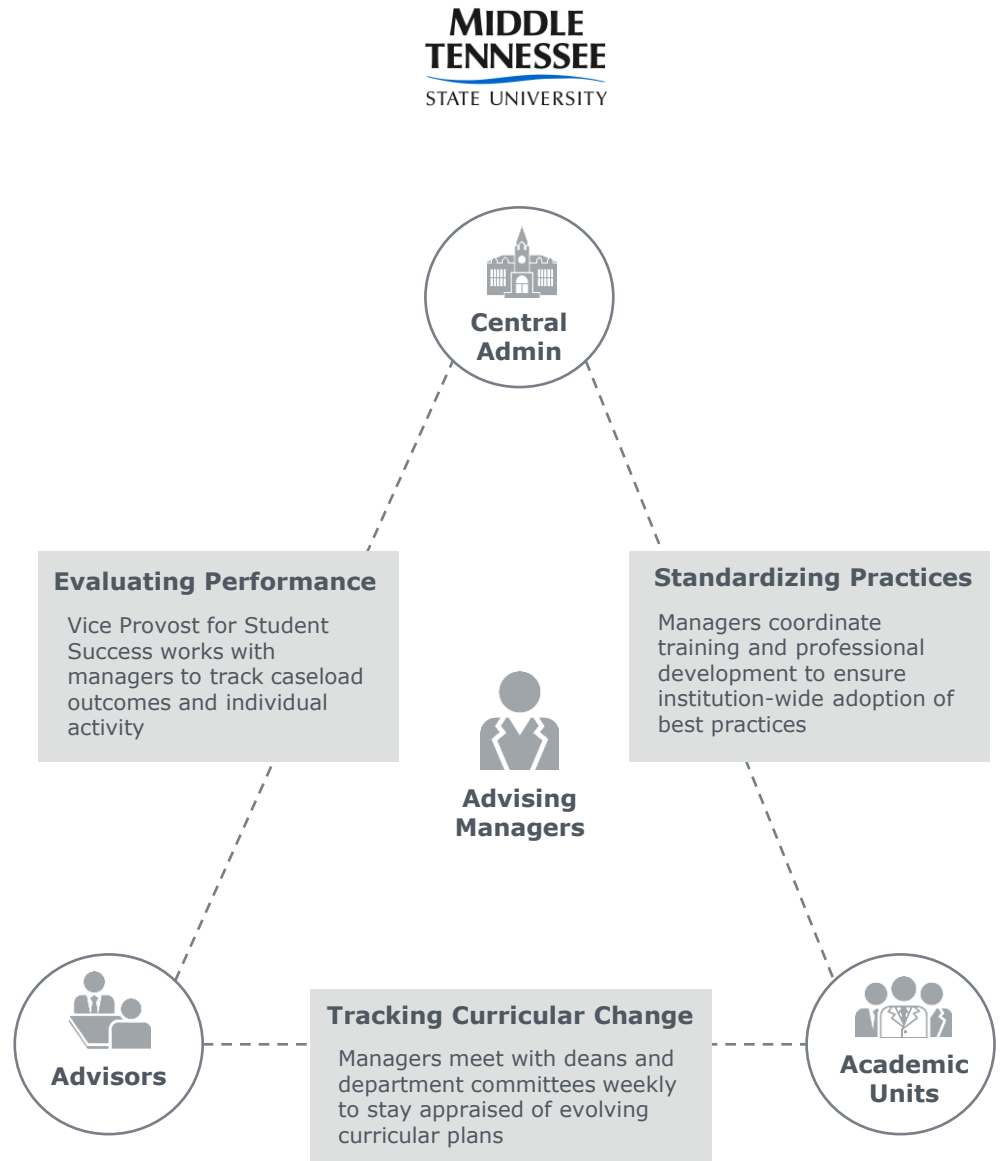 MIDDLE
TENNESSEE
STATE UNIVERSITY
Central
Admin
Evaluating Performance
Vice Provost for Student
Success works with
managers to track caseload
outcomes and individual
activity
Standardizing Practices
Managers coordinate
training and professional
development to ensure
institution-wide adoption of
best practices
Advising
Managers
Advisors
Tracking Curricular Change
Managers meet with deans and
department committees weekly
to stay appraised of evolving
curricular plans
Academic
Units